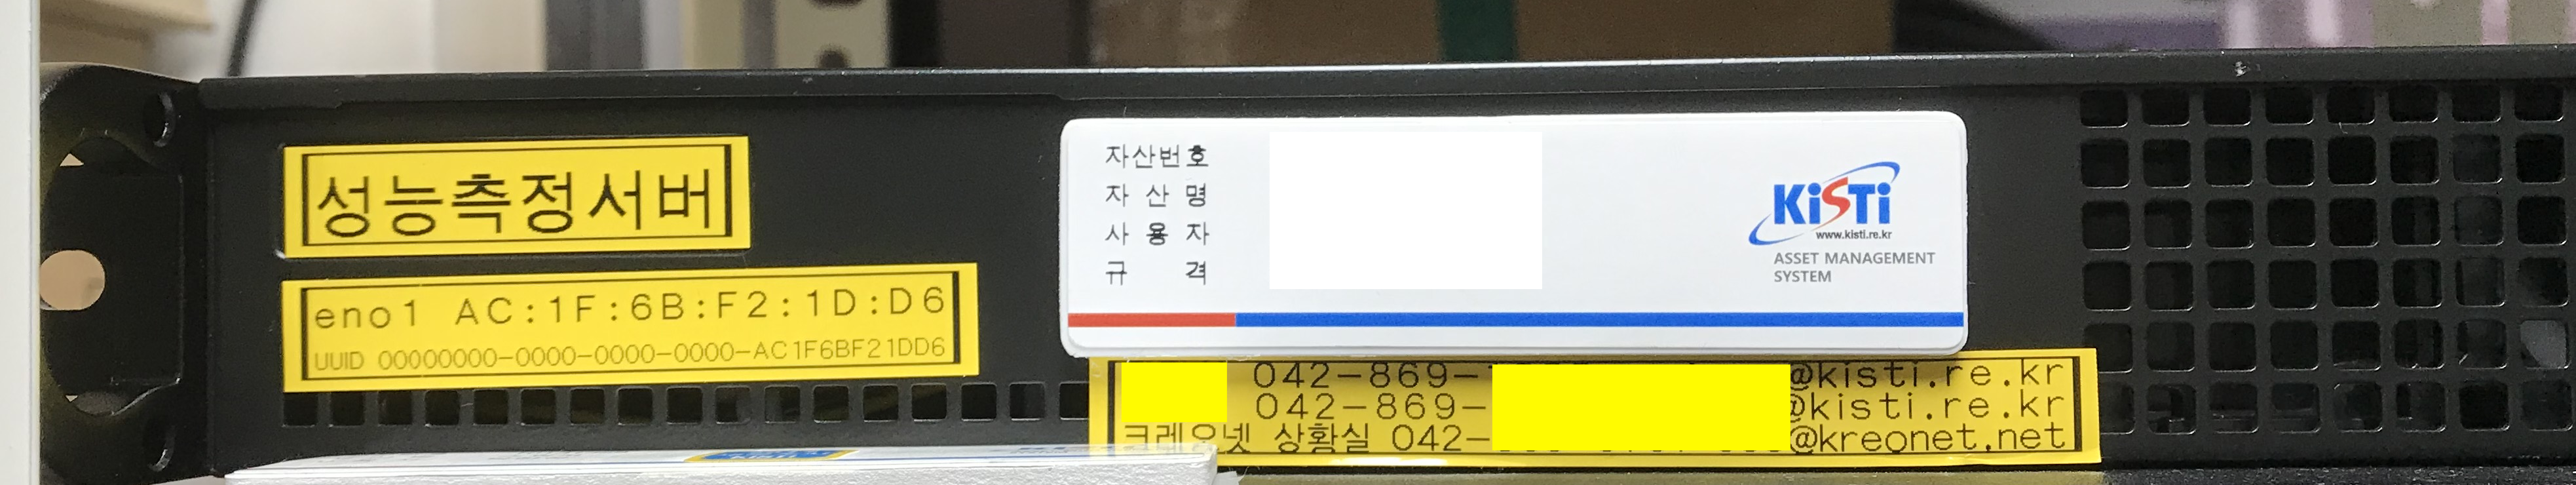 성능측정서버
eno1 AC:1F:6B:F2:1D:D6
UUID 00000000-0000-0000-0000-AC1F6BF21DD6
자산번호
자산명
사용자
규격
KiSTi
www.kisti.re.kr
ASSET MANAGEMENT
SYSTEM
042-869- @kisti.re.kr
042-869- @kisti.re.kr
크레오넷 상황실 042- @kreonet.net